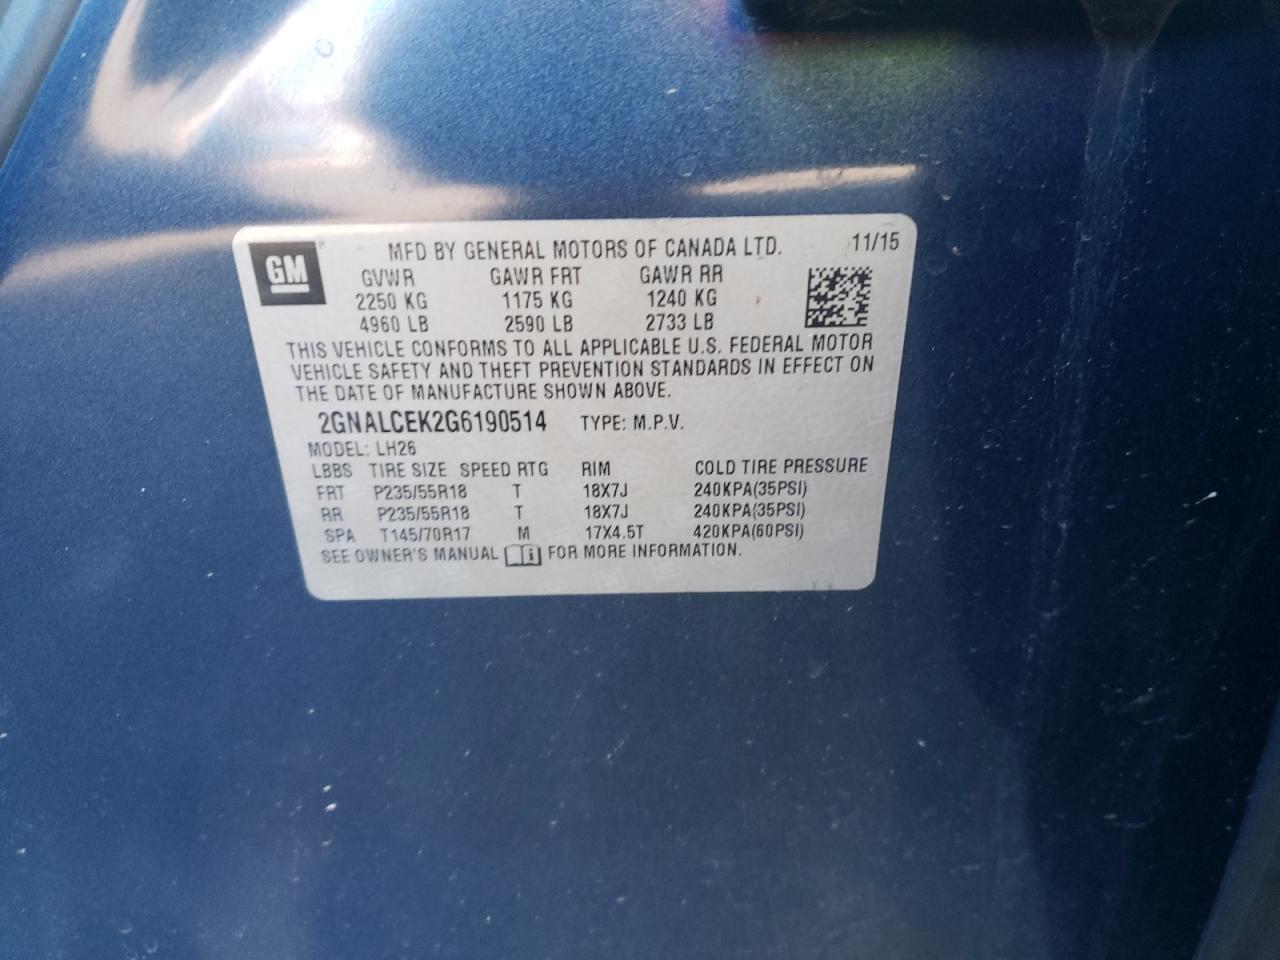 GM
MFD BY GENERAL MOTORS OF CANADA LTD. 11/15
GVWR GAWR FRT GAWR RR
2250 KG 1175 KG 1240 KG
4960 LB 2590 LB 2733 LB
THIS VEHICLE CONFORMS TO ALL APPLICABLE U.S. FEDERAL MOTOR
VEHICLE SAFETY AND THEFT PREVENTION STANDARDS IN EFFECT ON
THE DATE OF MANUFACTURE SHOWN ABOVE.
2GNALCEK2G6190514 TYPE: M.P.V.
MODEL: LH26
LBBS TIRE SIZE SPEED RTG RIM COLD TIRE PRESSURE
FRT P235/55R18 T 18X7J 240KPA(35PSI)
RR P235/55R18 T 18X7J 240KPA(35PSI)
SPA T145/70R17 M 17X4.5T 420KPA(60PSI)
SEE OWNER'S MANUAL i FOR MORE INFORMATION.